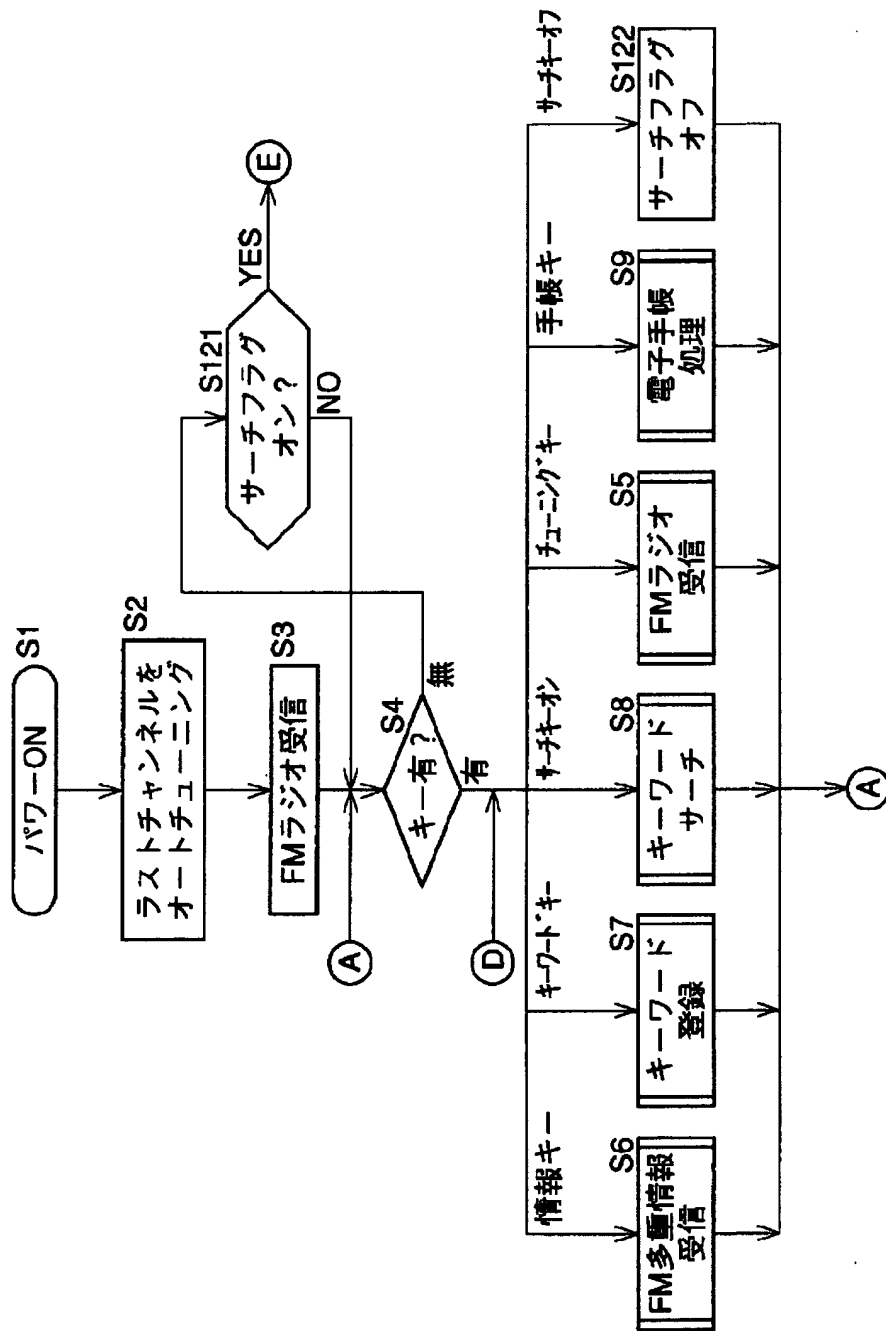 パワーON
S1
ラストチャンネルを
オートチューニング
S2
FMラジオ受信
S3
A
キー有?
S4
無
有
サーチフラグ
オン?
S121
YES
NO
E
D
情報キー
S6
FM多重情報
受信
キーワードキー
S7
キーワード
登録
サーチキーオン
S8
キーワード
サーチ
チューニングキー
S5
FMラジオ
受信
手帳キー
S9
電子手帳
処理
サーチキーオフ
S122
サーチフラグ
オフ
A